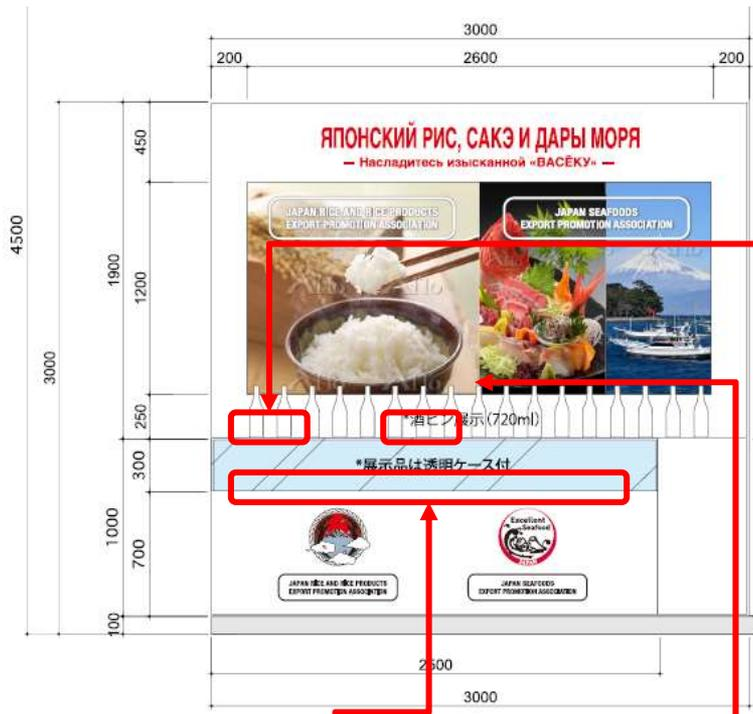 3000
200 2600 200
450
ЯПОНСКИЙ РИС, САКЭ И ДАРЫ МОРЯ
— Насладитесь изысканной «ВАСЁКУ» —
JAPAN RICE AND RICE PRODUCTS
EXPORT PROMOTION ASSOCIATION
JAPAN SEAFOODS
EXPORT PROMOTION ASSOCIATION
4500
1900
1200
3000
250
*酒ビン展示(720ml)
300
*展示品は透明ケース付
1000
700
Excellent
Seafood
JAPAN
JAPAN RICE AND RICE PRODUCTS
EXPORT PROMOTION ASSOCIATION
JAPAN SEAFOODS
EXPORT PROMOTION ASSOCIATION
100
2500
3000